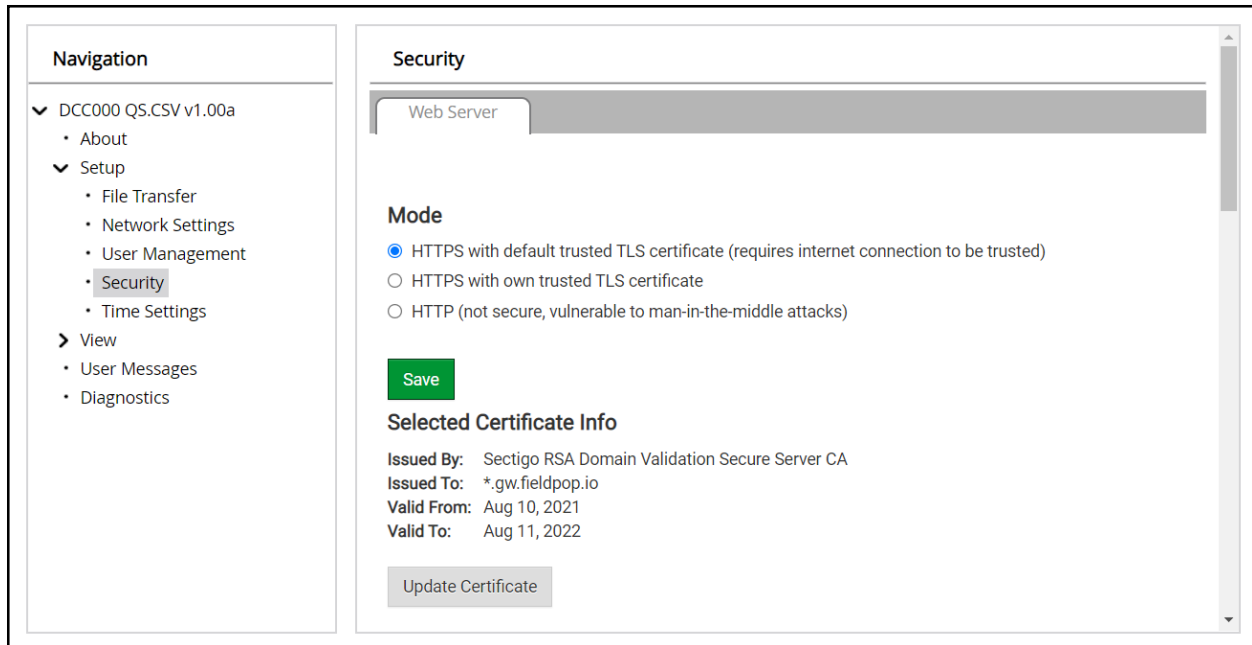 Navigation
DCC000 QS.CSV v1.00a
About
Setup
File Transfer
Network Settings
User Management
Security
Time Settings
View
User Messages
Diagnostics
Security
Web Server
Mode
HTTPS with default trusted TLS certificate (requires internet connection to be trusted)
HTTPS with own trusted TLS certificate
HTTP (not secure, vulnerable to man-in-the-middle attacks)
Save
Selected Certificate Info
Issued By: Sectigo RSA Domain Validation Secure Server CA
Issued To: *.gw.fieldpop.io
Valid From: Aug 10, 2021
Valid To: Aug 11, 2022
Update Certificate